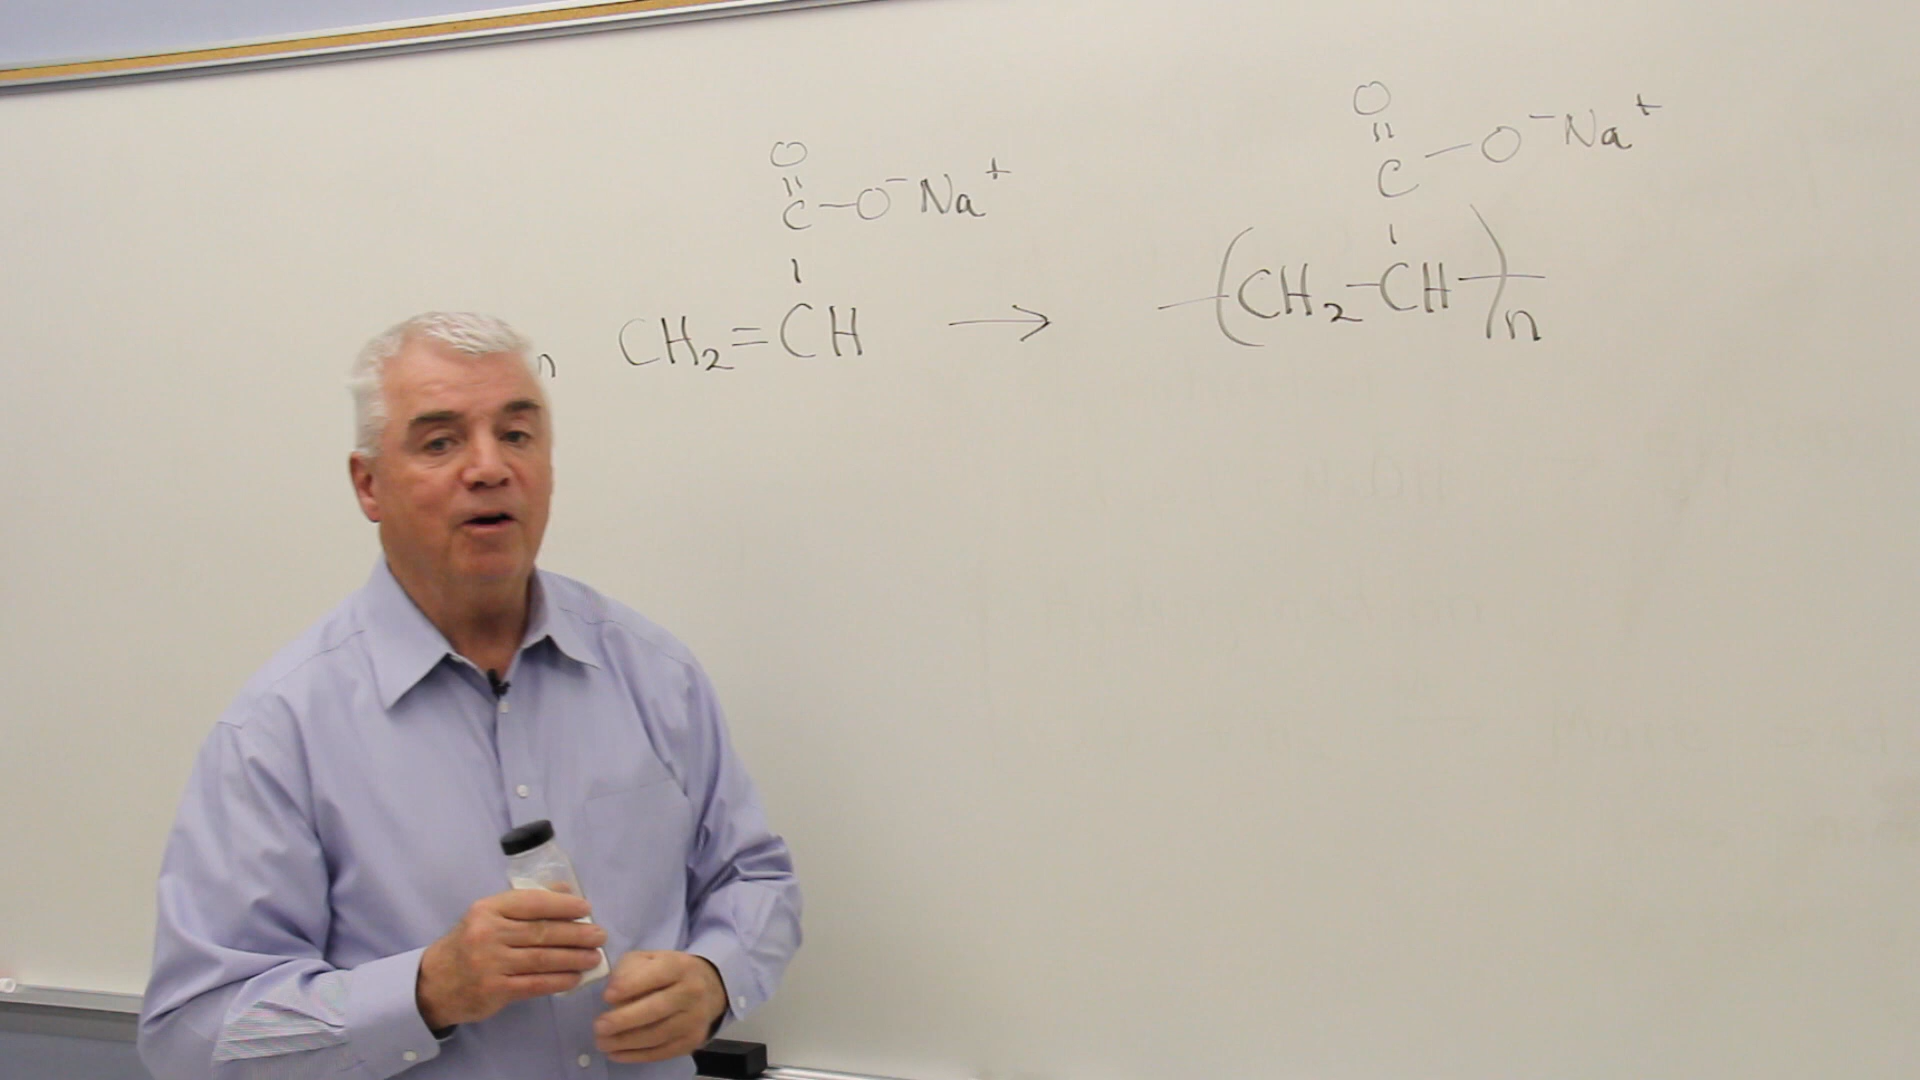 O
||
C-O⁻Na⁺
|
n CH₂=CH →
O
||
C-O⁻Na⁺
|
-(CH₂-CH-)n